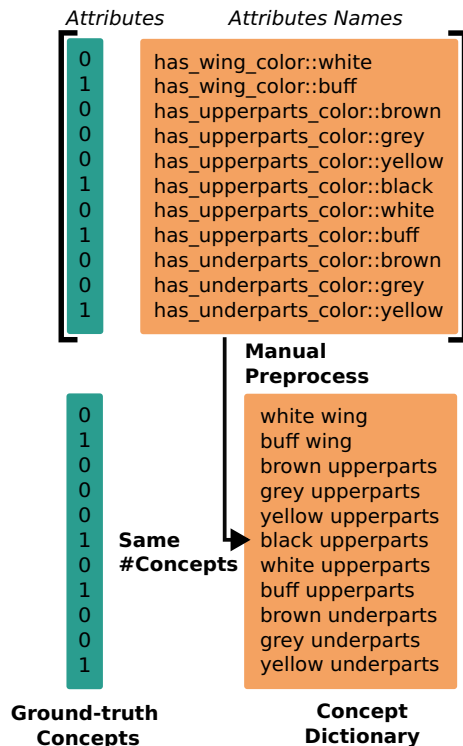 Attributes Attributes Names
0 has_wing_color::white
1 has_wing_color::buff
0 has_upperparts_color::brown
0 has_upperparts_color::grey
0 has_upperparts_color::yellow
1 has_upperparts_color::black
0 has_upperparts_color::white
1 has_upperparts_color::buff
0 has_underparts_color::brown
0 has_underparts_color::grey
1 has_underparts_color::yellow
Manual
Preprocess
0 white wing
1 buff wing
0 brown upperparts
0 grey upperparts
0 yellow upperparts
1 Same black upperparts
0 #Concepts white upperparts
1 buff upperparts
0 brown underparts
0 grey underparts
1 yellow underparts
Ground-truth Concept
Concepts Dictionary